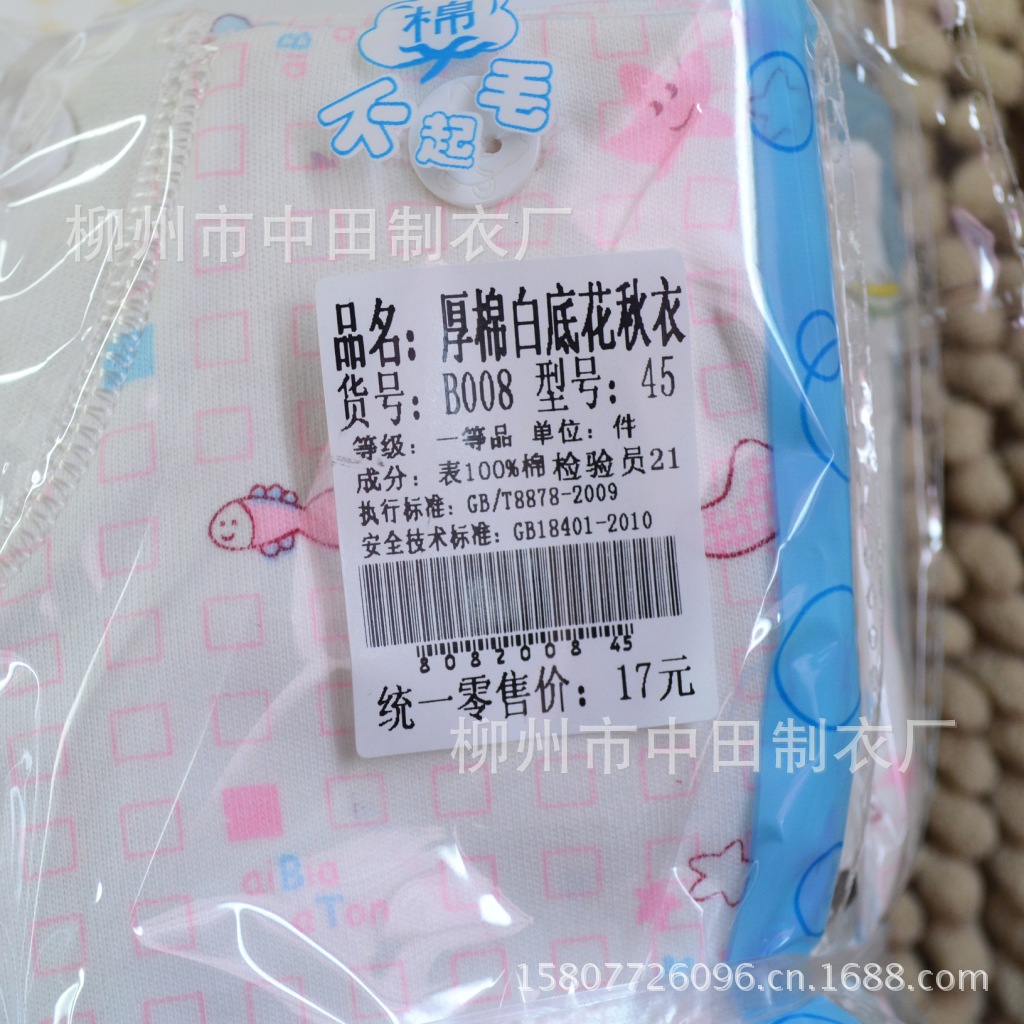 棉
不起毛
柳州市中田制衣厂
品名: 厚棉白底花秋衣
货号: B008 型号: 45
等级: 一等品 单位: 件
成分: 表100%棉 检验员21
执行标准: GB/T8878-2009
安全技术标准: GB18401-2010
8082008 45
统一零售价: 17元
柳州市中田制衣厂
aiBia
aTon
15807726096.cn.1688.com